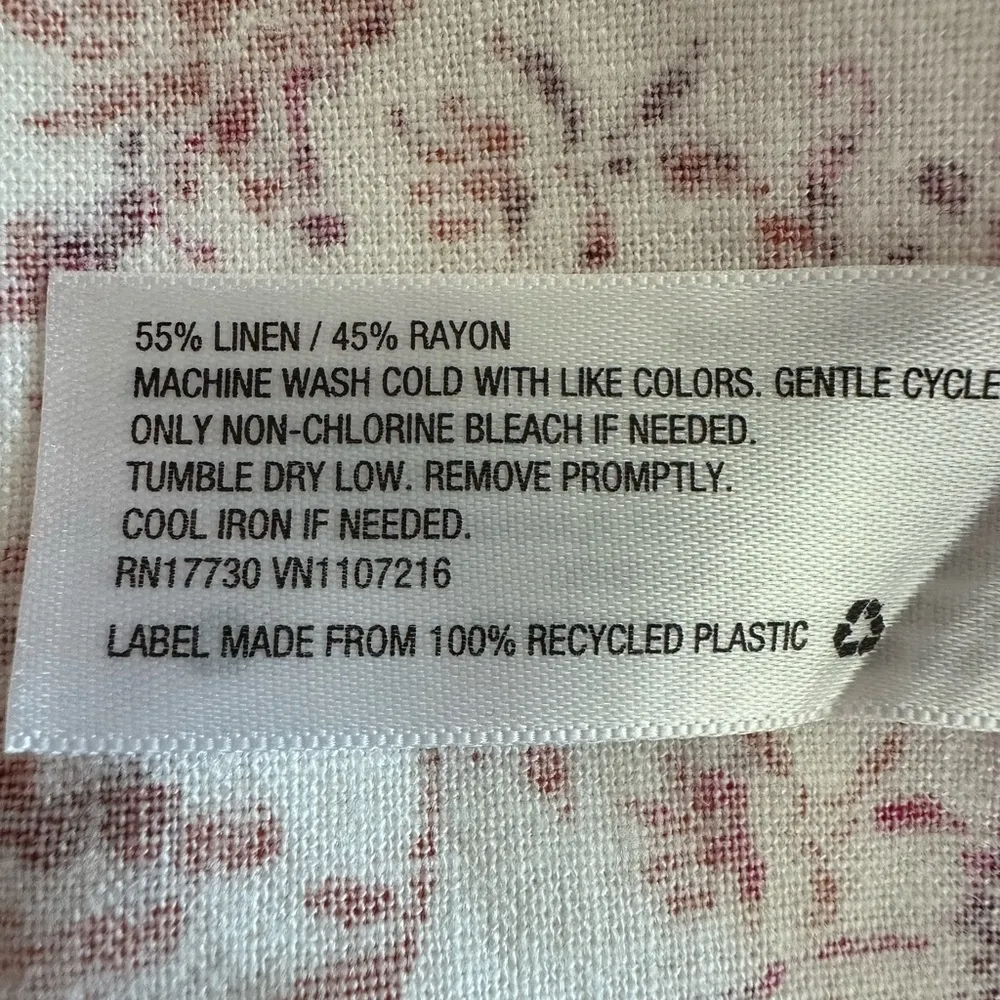 55% LINEN / 45% RAYON
MACHINE WASH COLD WITH LIKE COLORS. GENTLE CYCLE
ONLY NON-CHLORINE BLEACH IF NEEDED.
TUMBLE DRY LOW. REMOVE PROMPTLY.
COOL IRON IF NEEDED.
RN17730 VN1107216
LABEL MADE FROM 100% RECYCLED PLASTIC